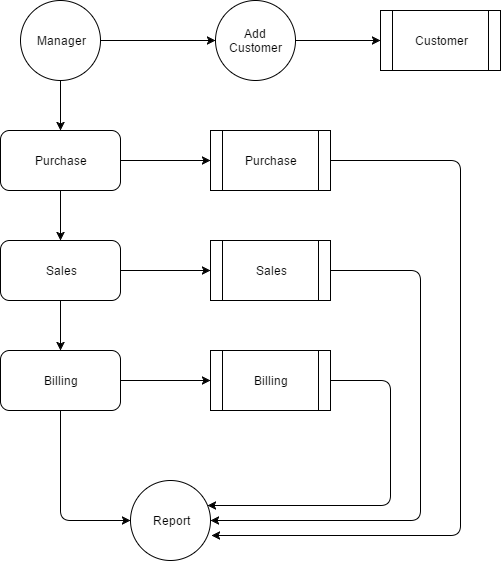 Manager
Add
Customer
Customer
Purchase
Purchase
Sales
Sales
Billing
Billing
Report